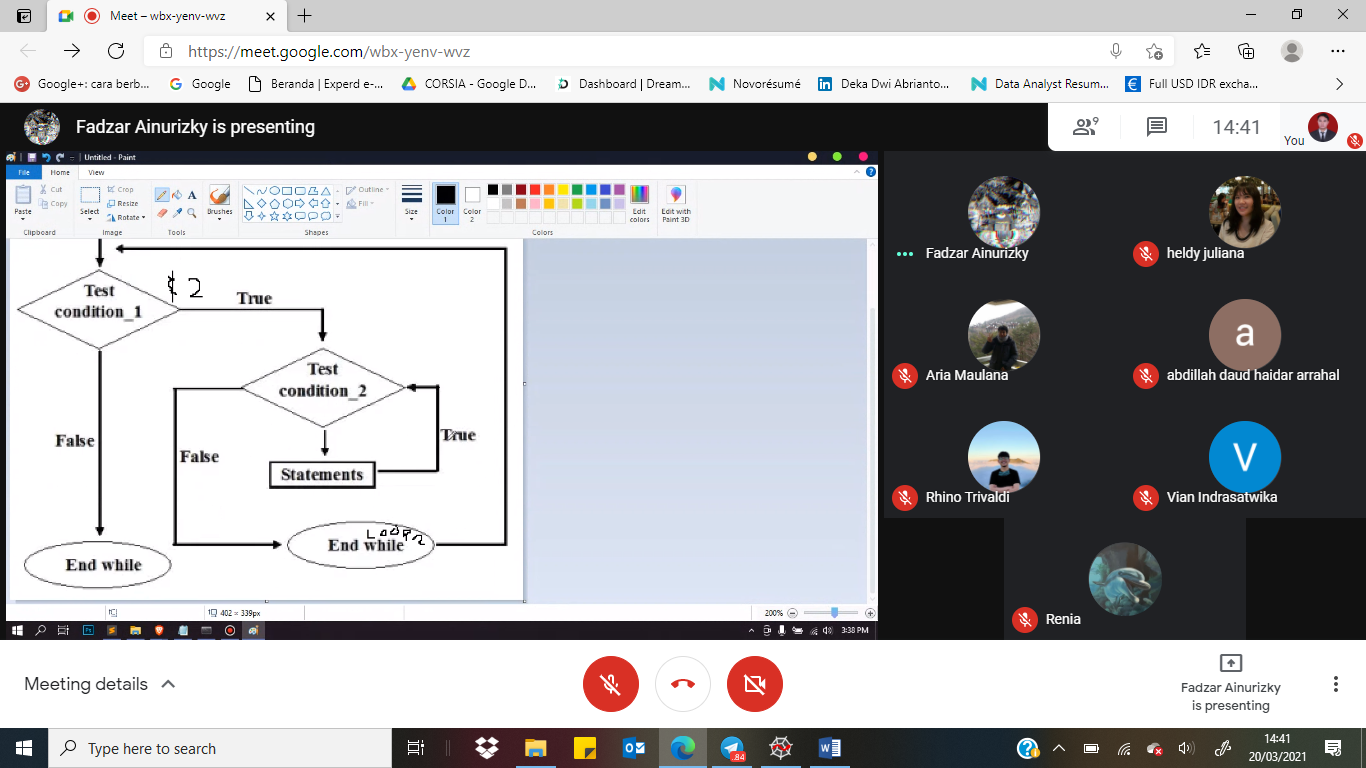 Meet – wbx-yenv-wvz
https://meet.google.com/wbx-yenv-wvz
Google+: cara berb...
Google
Beranda | Experd e-...
CORSIA - Google D...
Dashboard | Dream...
Novorésumé
Deka Dwi Abrianto...
Data Analyst Resum...
Full USD IDR excha...
Fadzar Ainurizky is presenting
9
14:41
You
Untitled - Paint
File
Home
View
Paste
Cut
Copy
Select
Crop
Resize
Rotate
Brushes
Outline
Fill
Size
Color
1
Color
2
Edit
colors
Edit with
Paint 3D
Clipboard
Image
Tools
Shapes
Colors
2
Test
condition_1
True
Test
condition_2
True
False
False
Statements
End while
End while
402 × 339px
200%
3:38 PM
Fadzar Ainurizky
heldy juliana
Aria Maulana
a
abdillah daud haidar arrahal
Rhino Trivaldi
V
Vian Indrasatwika
Renia
Meeting details
Fadzar Ainurizky
is presenting
Type here to search
84
14:41
20/03/2021